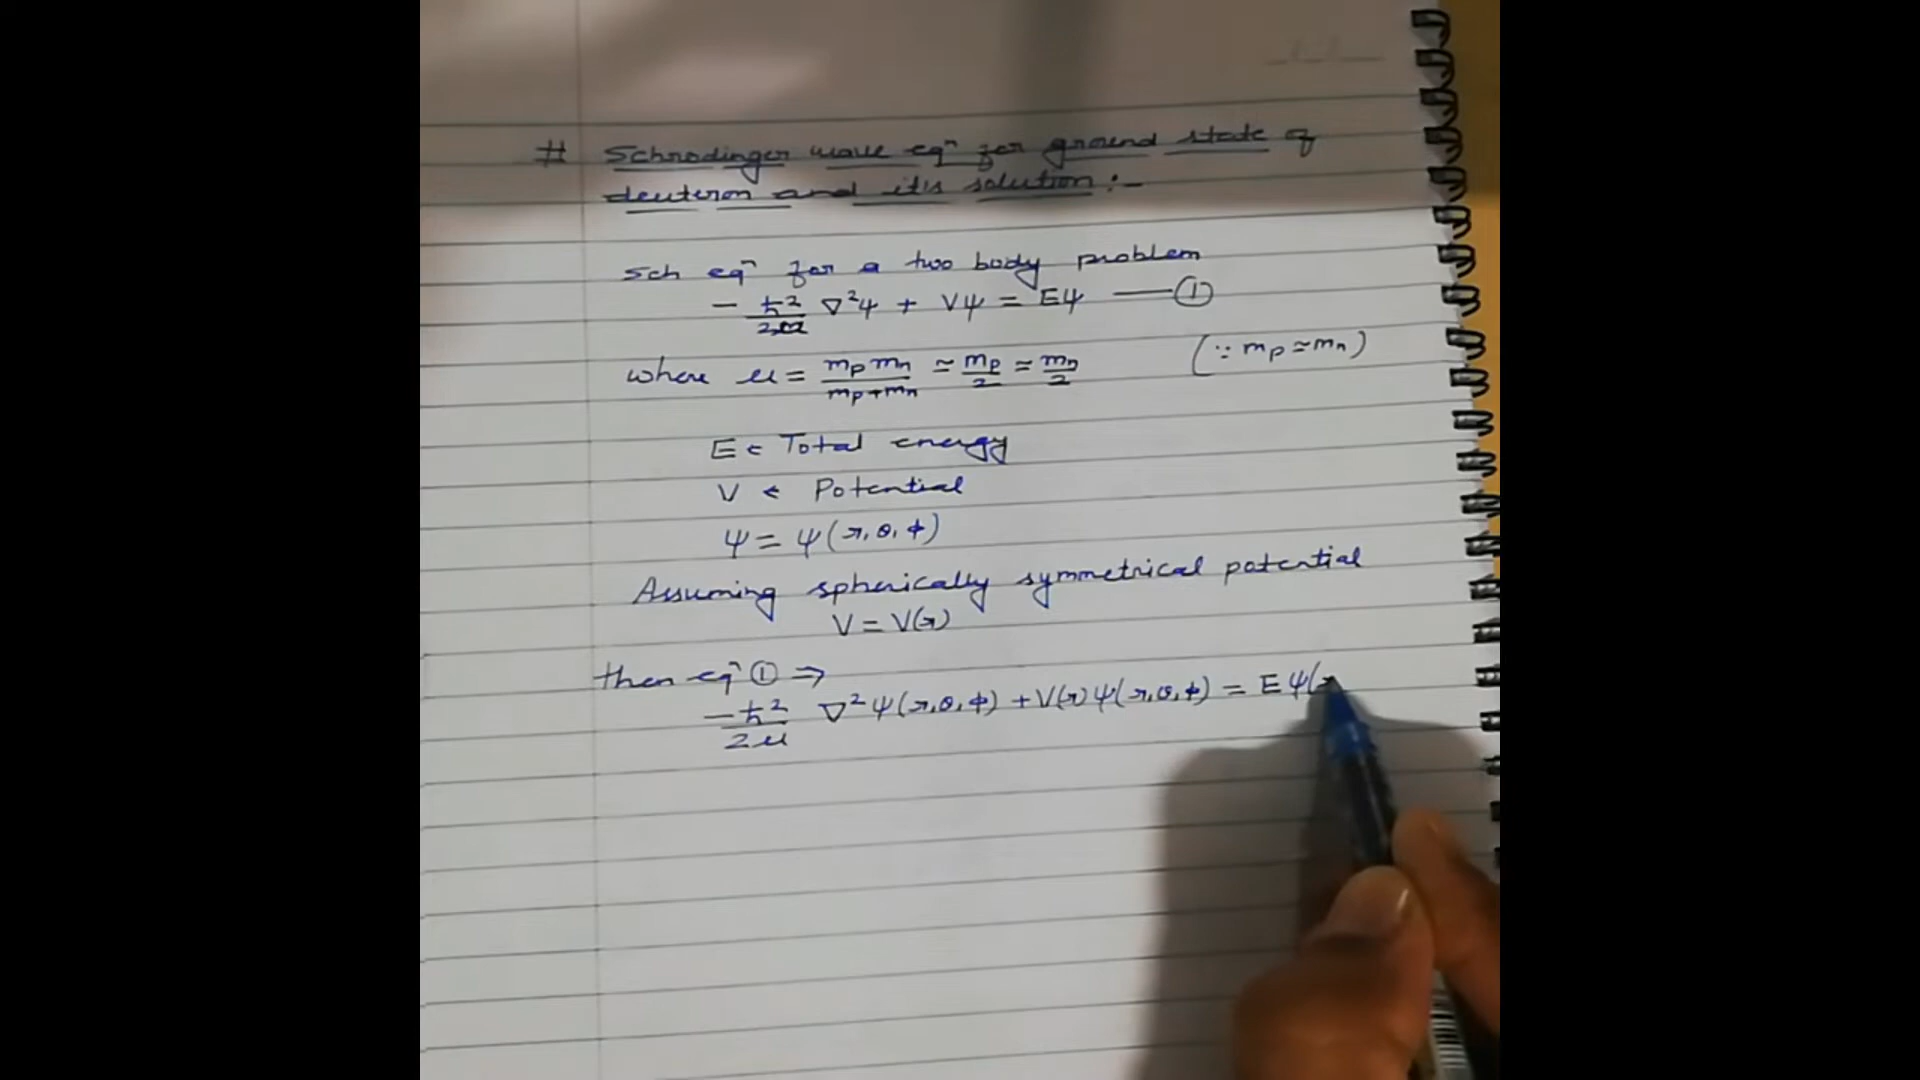 # Schrodinger wave eqⁿ for ground state of
deuteron and it's solution :-
Sch eqⁿ for a two body problem
- ℏ²/2μ ∇²ψ + Vψ = Eψ —— ①
where μ = mₚmₙ/mₚ+mₙ ≃ mₚ/2 ≃ mₙ/2 (∵ mₚ ≃ mₙ)
E ← Total energy
V ← Potential
ψ = ψ(r, θ, ϕ)
Assuming spherically symmetrical potential
V = V(r)
then eqⁿ ① ⇒
-ℏ²/2μ ∇²ψ(r,θ,ϕ) + V(r)ψ(r,θ,ϕ) = Eψ(r